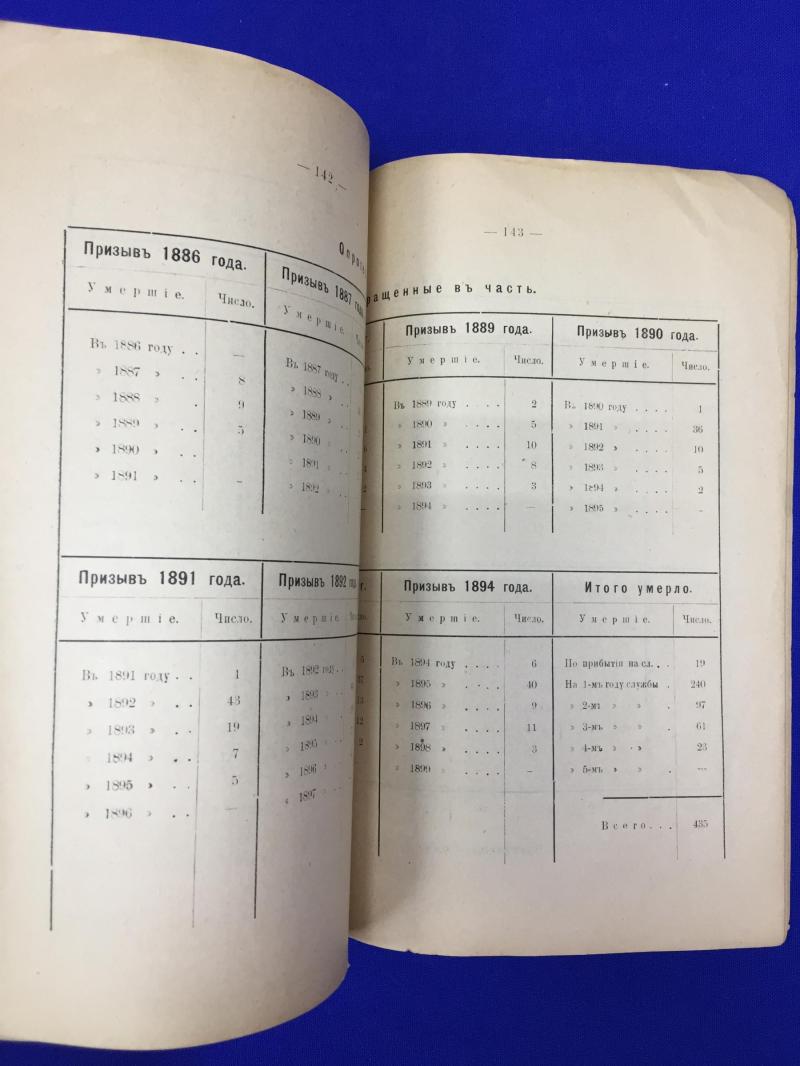 — 142 —
Призывъ 1886 года.
Умершіе. Число.
Въ 1886 году . . —
» 1887 » . . 8
» 1888 » . . 9
» 1889 » . . 5
» 1890 » . .
» 1891 » . . -
Призывъ 1887
Умершіе.
Въ 1887 году . .
» 1888 » . .
» 1889 » . .
» 1890 » . .
» 1891 » . .
» 1892 » . .
Призывъ 1891 года.
Умершіе. Число.
Въ 1891 году . . 1
» 1892 » . . 43
» 1893 » . . 19
» 1894 » . . 7
» 1895 » . . 5
» 1896 » . . —
Призывъ 1892
Умершіе.
Въ 1892 году . .
» 1893 » . .
» 1894 » . .
» 1895 » . .
» 1896 » . .
» 1897 » . .
— 143 —
ращенные въ часть.
Призывъ 1889 года.
Умершіе. Число.
Въ 1889 году . . . . 2
» 1890 » . . . . 5
» 1891 » . . . . 10
» 1892 » . . . . 8
» 1893 » . . . . 3
» 1894 » . . . . —
Призывъ 1890 года.
Умершіе. Число.
Въ 1890 году . . . . 1
» 1891 » . . . . 36
» 1892 » . . . . 10
» 1893 » . . . . 5
» 1894 » . . . . 2
» 1895 » . . . . -
Призывъ 1894 года.
Умершіе. Число.
Въ 1894 году . . . . 6
» 1895 » . . . . 40
» 1896 » . . . . 9
» 1897 » . . . . 11
» 1898 » . . . . 3
» 1899 » . . . . —
Итого умерло.
Умершіе. Число.
По прибытіи на сл. . 19
На 1-мъ году службы . 240
» 2-мъ » » . 97
» 3-мъ » » . 61
» 4-мъ » » . 23
» 5-мъ » » . —
Всего . . . 435